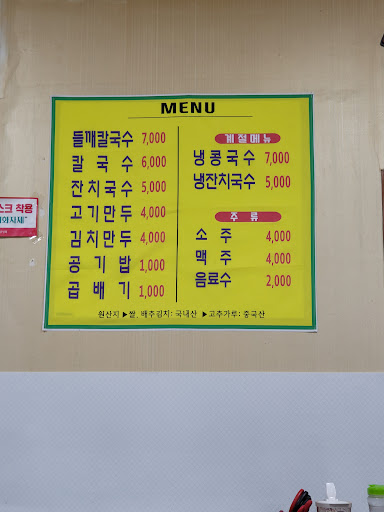 MENU
들깨칼국수 7,000
칼국수 6,000
잔치국수 5,000
고기만두 4,000
김치만두 4,000
공기밥 1,000
곱배기 1,000
계절메뉴
냉콩국수 7,000
냉잔치국수 5,000
주류
소주 4,000
맥주 4,000
음료수 2,000
원산지 ▶쌀, 배추김치: 국내산 ▶고추가루: 중국산
스크 착용